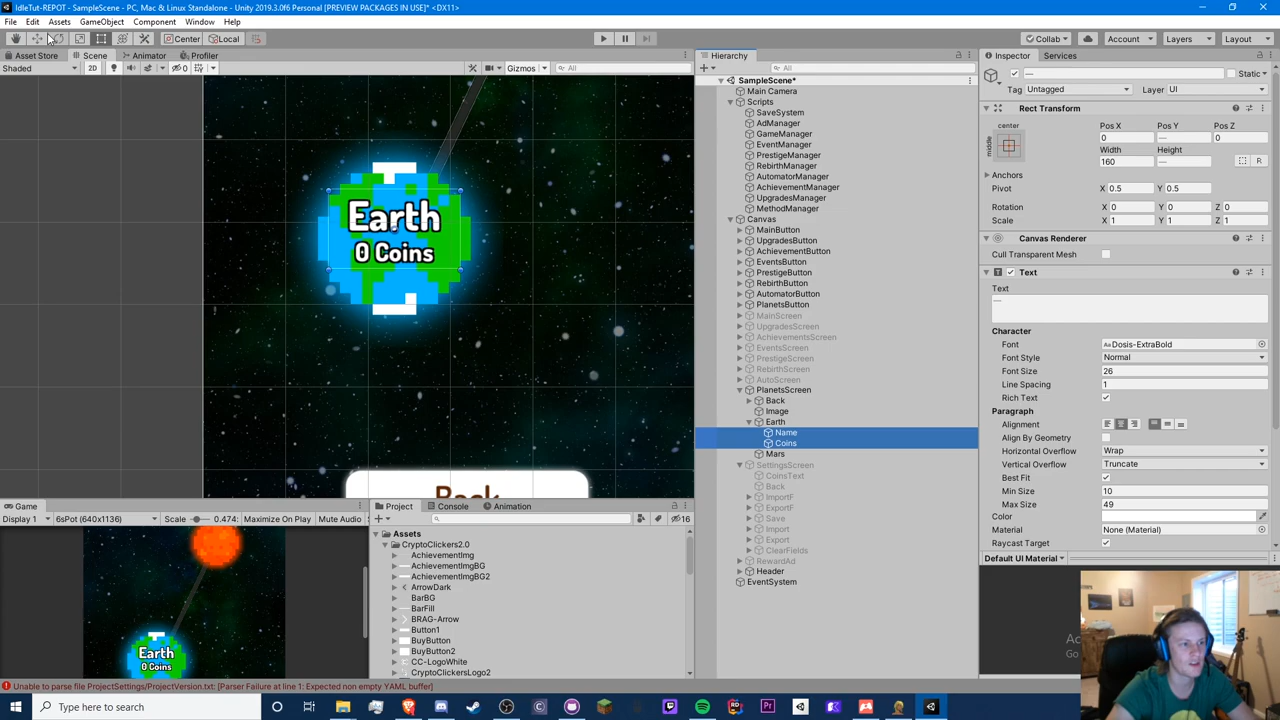 IdleTut-REPOT - SampleScene - PC, Mac & Linux Standalone - Unity 2019.3.0f6 Personal [PREVIEW PACKAGES IN USE]* <DX11>
File Edit Assets GameObject Component Window Help
Center Local Collab Account Layers Layout
Asset Store Scene Animator Profiler
Shaded 2D 0 Gizmos All
Earth
0 Coins
Back
Game
Display 1 6Pot (640x1136) Scale 0.474: Maximize On Play Mute Audio
Earth
0 Coins
Project Console Animation
16
Assets
CryptoClickers2.0
AchievementImg
AchievementImgBG
AchievementImgBG2
ArrowDark
BarBG
BarFill
BRAG-Arrow
Button1
BuyButton
BuyButton2
CC-LogoWhite
CryptoClickersLogo2
Hierarchy
All
SampleScene*
Main Camera
Scripts
SaveSystem
AdManager
GameManager
EventManager
PrestigeManager
RebirthManager
AutomatorManager
AchievementManager
UpgradesManager
MethodManager
Canvas
MainButton
UpgradesButton
AchievementButton
EventsButton
PrestigeButton
RebirthButton
AutomatorButton
PlanetsButton
MainScreen
UpgradesScreen
AchievementsScreen
EventsScreen
PrestigeScreen
RebirthScreen
AutoScreen
PlanetsScreen
Back
Image
Earth
Name
Coins
Mars
SettingsScreen
CoinsText
Back
ImportF
ExportF
Save
Import
Export
ClearFields
RewardAd
Header
EventSystem
Inspector Services
— Static
Tag Untagged Layer UI
Rect Transform
center Pos X Pos Y Pos Z
middle 0 — 0
Width Height
160 — R
Anchors
Pivot X 0.5 Y 0.5
Rotation X 0 Y 0 Z 0
Scale X 1 Y 1 Z 1
Canvas Renderer
Cull Transparent Mesh
Text
Text
—
Character
Font Dosis-ExtraBold
Font Style Normal
Font Size 26
Line Spacing 1
Rich Text
Paragraph
Alignment
Align By Geometry
Horizontal Overflow Wrap
Vertical Overflow Truncate
Best Fit
Min Size 10
Max Size 49
Color
Material None (Material)
Raycast Target
Default UI Material
Ac
Go
Unable to parse file ProjectSettings/ProjectVersion.txt: [Parser Failure at line 1: Expected non empty YAML buffer]
Type here to search